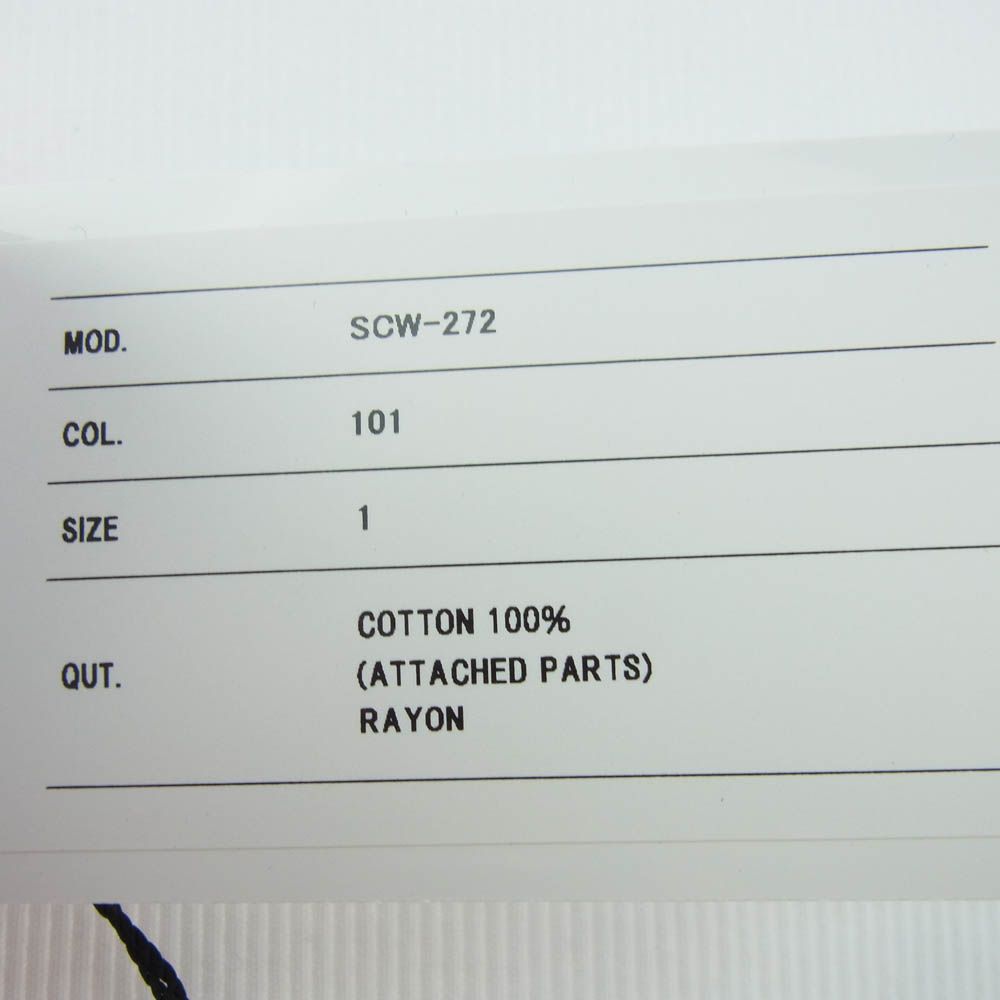 MOD. SCW-272
COL. 101
SIZE 1
COTTON 100%
QUT. (ATTACHED PARTS)
RAYON